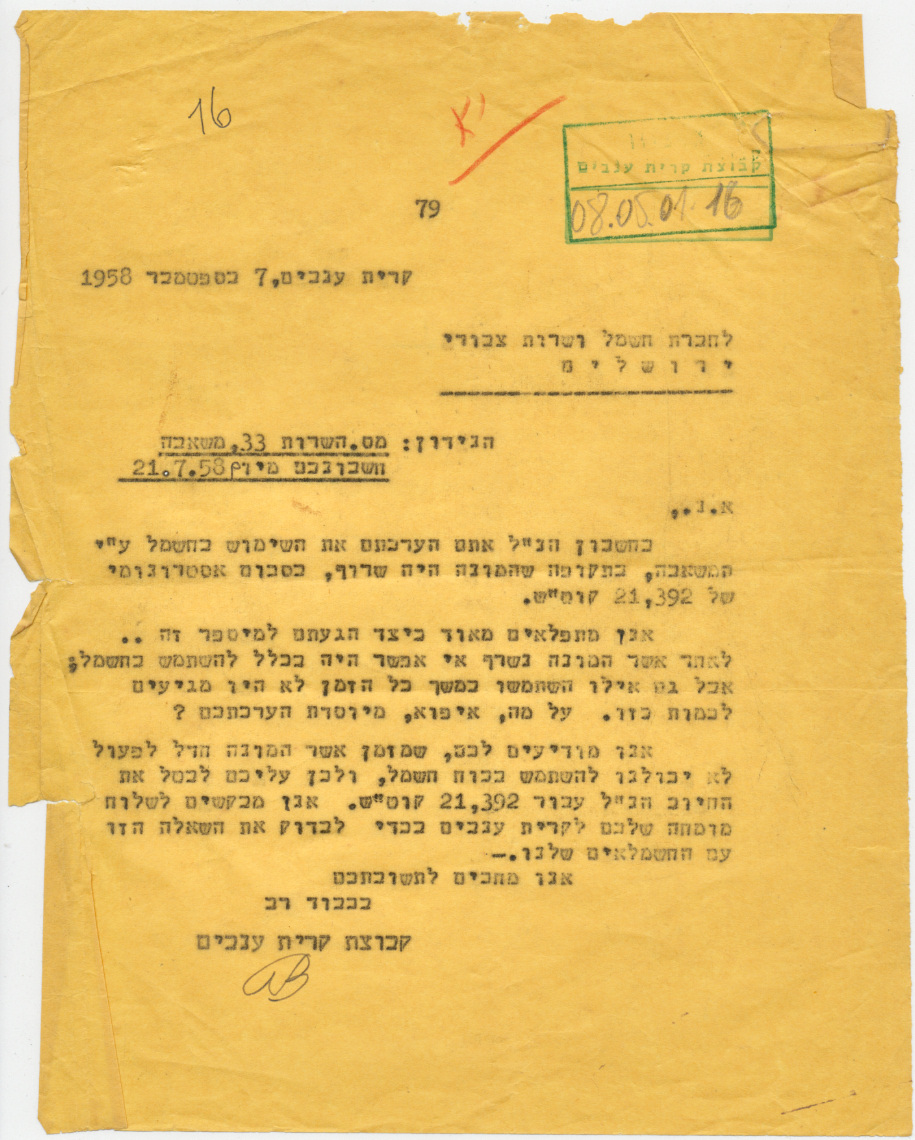 16
79
קבוצת קרית ענבים
08.05.01.16
קרית ענבים, 7 בספטמבר 1958
לחברת חשמל ושרות צבורי
י ר ו ש ל י ם
הנידון: מס.השרות 33,משאבה
חשבונכם מיום 21.7.58
א.נ.,
בחשבון הנ"ל אתם הערכתם את השימוש בחשמל ע"י
המשאבה, בתקופה שהמונה היה שרוף, בסכום אסטרונומי
של 21,392 קוט"ש.
אנו מתפלאים מאוד כיצד הגעתם למיספר זה ..
לאחר אשר המונה נשרף אי אפשר היה בכלל להשתמש בחשמל;
אבל גם אילו השתמשו במשך כל הזמן לא היו מגיעים
לכמות כזו. על מה, איפוא, מיוסדת הערכתכם ?
אנו מודיעים לכם, שמזמן אשר המונה חדל לפעול
לא יכולנו להשתמש בכוח חשמל, ולכן עליכם לבטל את
החיוב הנ"ל עבור 21,392 קוט"ש. אנו מבקשים לשלוח
מומחה שלכם לקרית ענבים בכדי לבדוק את השאלה הזו
עם החשמלאים שלנו.—
אנו מחכים לתשובתכם
בכבוד רב
קבוצת קרית ענבים